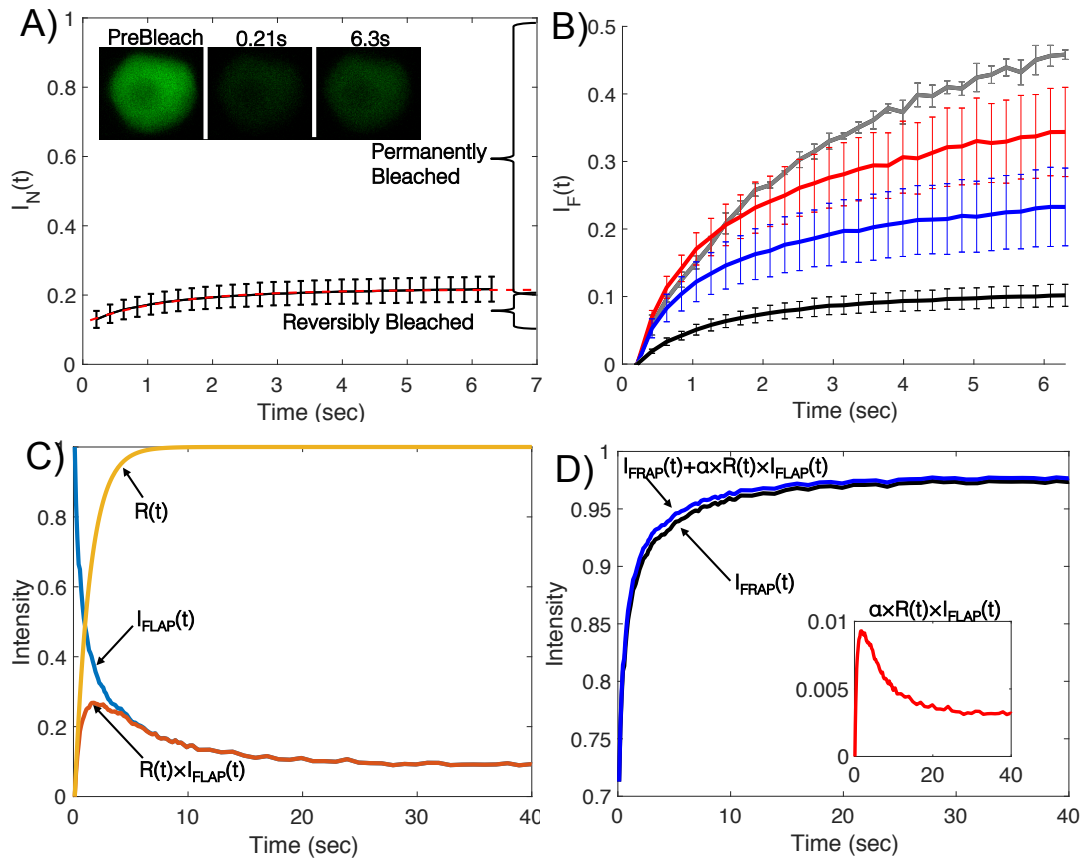 A)
PreBleach 0.21s 6.3s
Permanently
Bleached
Reversibly Bleached
I_N(t)
0 0.2 0.4 0.6 0.8 1
0 1 2 3 4 5 6 7
Time (sec)
B)
I_F(t)
0 0.1 0.2 0.3 0.4 0.5
0 1 2 3 4 5 6
Time (sec)
C)
R(t)
I_FLAP(t)
R(t)×I_FLAP(t)
Intensity
0 0.2 0.4 0.6 0.8
0 10 20 30 40
Time (sec)
D)
I_FRAP(t)+α×R(t)×I_FLAP(t)
I_FRAP(t)
α×R(t)×I_FLAP(t)
0 0.005 0.01
0 20 40
Intensity
0.7 0.75 0.8 0.85 0.9 0.95 1
0 10 20 30 40
Time (sec)